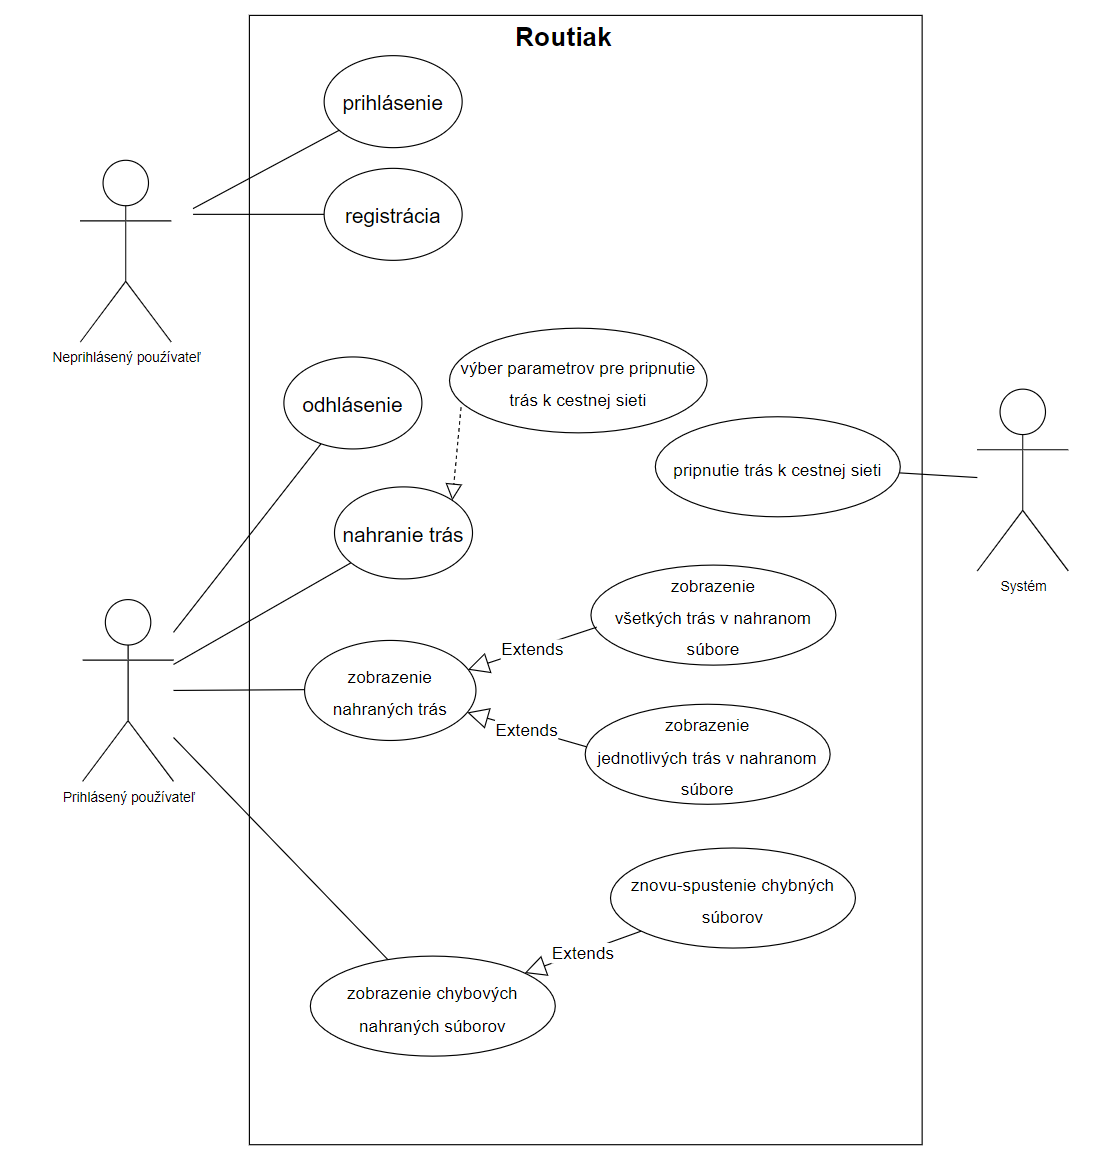 Routiak
prihlásenie
registrácia
Neprihlásený používateľ
výber parametrov pre pripnutie
trás k cestnej sieti
odhlásenie
pripnutie trás k cestnej sieti
nahranie trás
Systém
zobrazenie
všetkých trás v nahranom
súbore
Extends
zobrazenie
nahraných trás
Extends
zobrazenie
jednotlivých trás v nahranom
súbore
Prihlásený používateľ
znovu-spustenie chybných
súborov
Extends
zobrazenie chybových
nahraných súborov